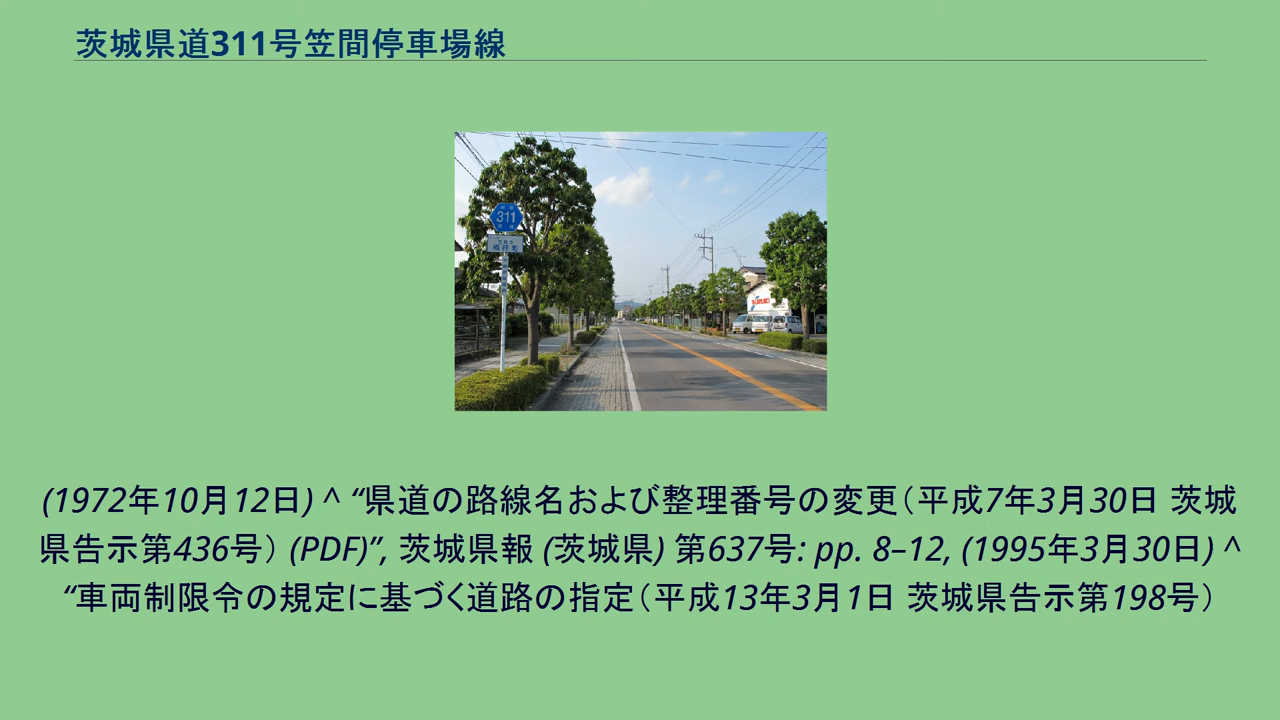 茨城県道311号笠間停車場線
311
SUZUKI
(1972年10月12日) ^ “県道の路線名および整理番号の変更（平成7年3月30日 茨城
県告示第436号） (PDF)”, 茨城県報 (茨城県) 第637号: pp. 8–12, (1995年3月30日) ^
“車両制限令の規定に基づく道路の指定（平成13年3月1日 茨城県告示第198号）